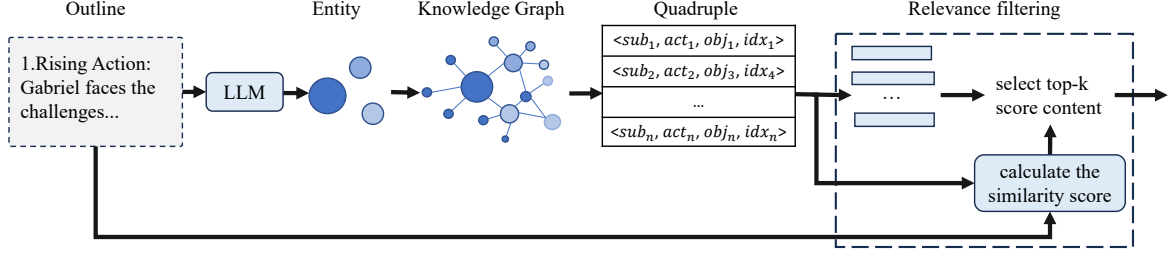 Outline
Entity
Knowledge Graph
Quadruple
Relevance filtering
1.Rising Action:
Gabriel faces the
challenges...
LLM
<sub₁, act₁, obj₁, idx₁>
<sub₂, act₂, obj₃, idx₄>
...
<subₙ, actₙ, objₙ, idxₙ>
...
select top-k
score content
calculate the
similarity score